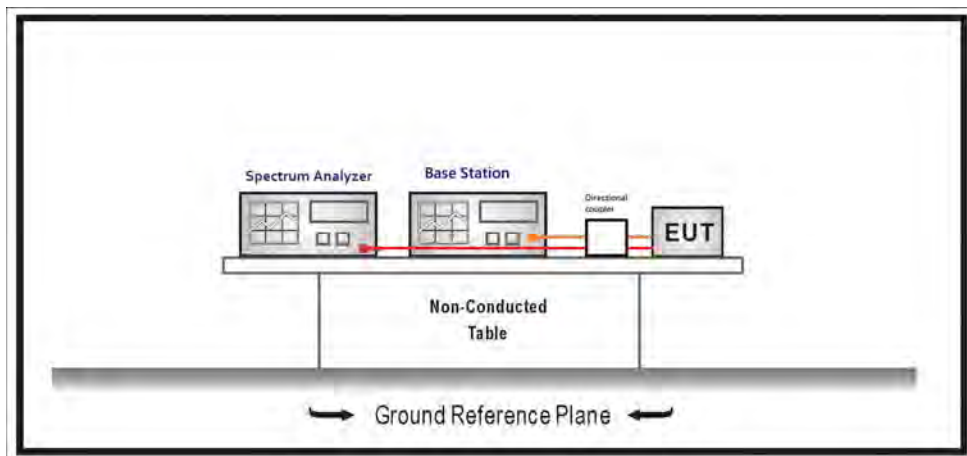 Spectrum Analyzer
Base Station
Directional
coupler
EUT
Non-Conducted
Table
Ground Reference Plane